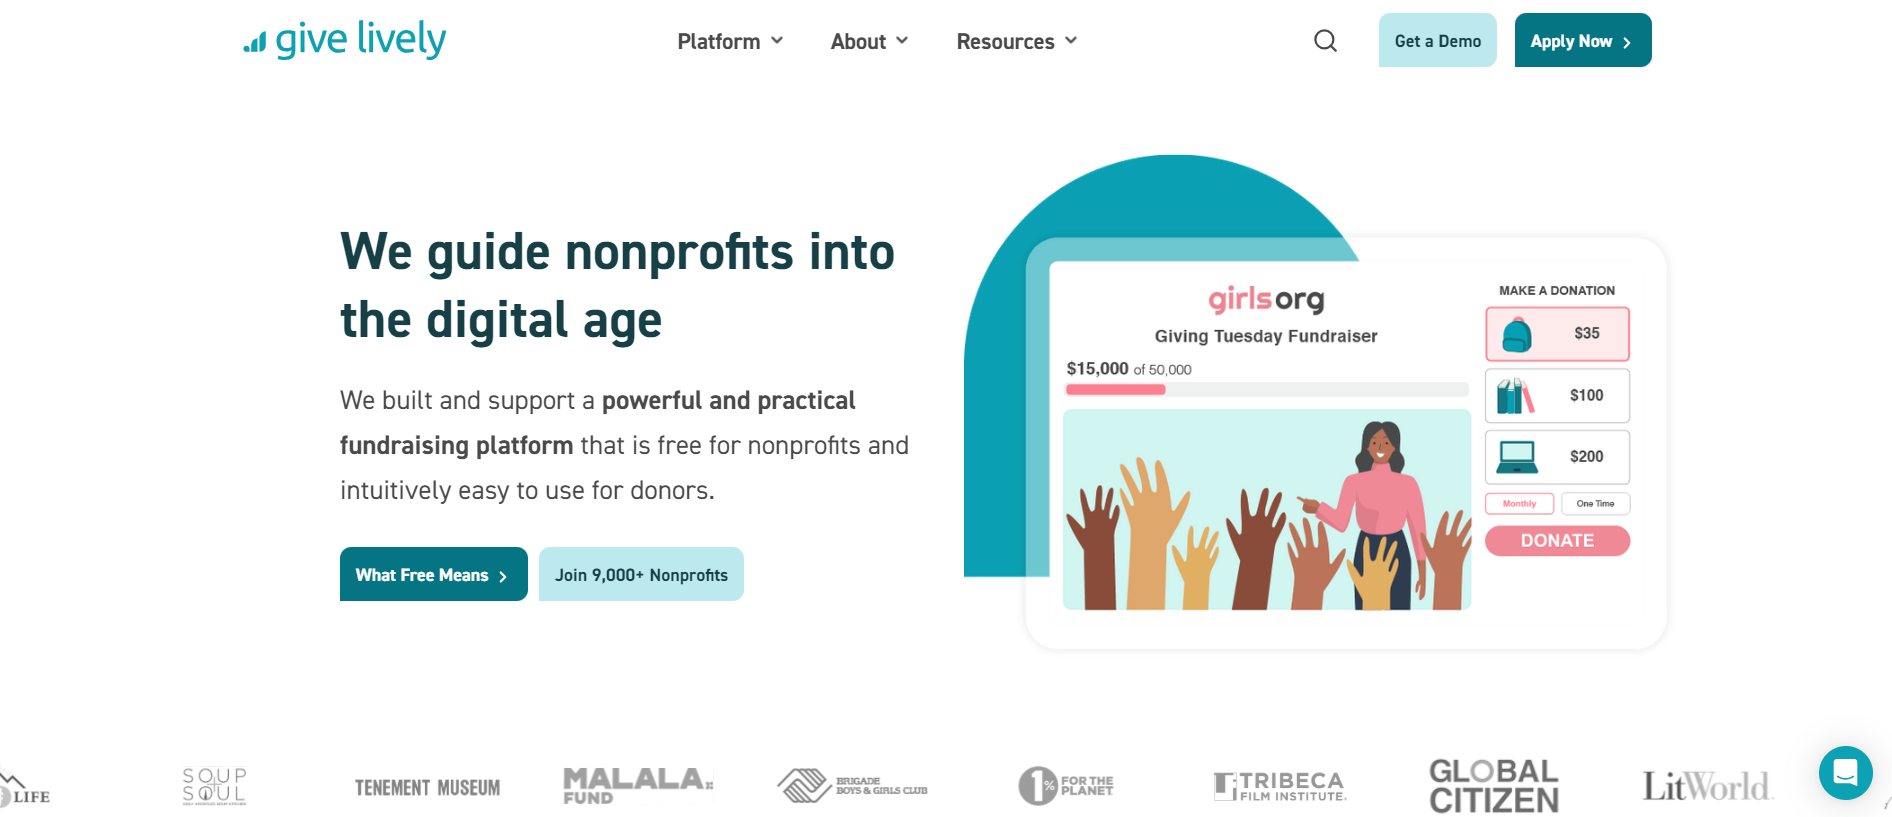 give lively
Platform
About
Resources
Get a Demo
Apply Now
We guide nonprofits into
the digital age
We built and support a powerful and practical
fundraising platform that is free for nonprofits and
intuitively easy to use for donors.
What Free Means
Join 9,000+ Nonprofits
girlsorg
Giving Tuesday Fundraiser
$15,000 of 50,000
MAKE A DONATION
$35
$100
$200
Monthly
One Time
DONATE
LIFE
SOUP
SOUL
TENEMENT MUSEUM
MALALA
FUND
BRIGADE
BOYS & GIRLS CLUB
1%
FOR THE
PLANET
TRIBECA
FILM INSTITUTE
GLOBAL
CITIZEN
LitWorld